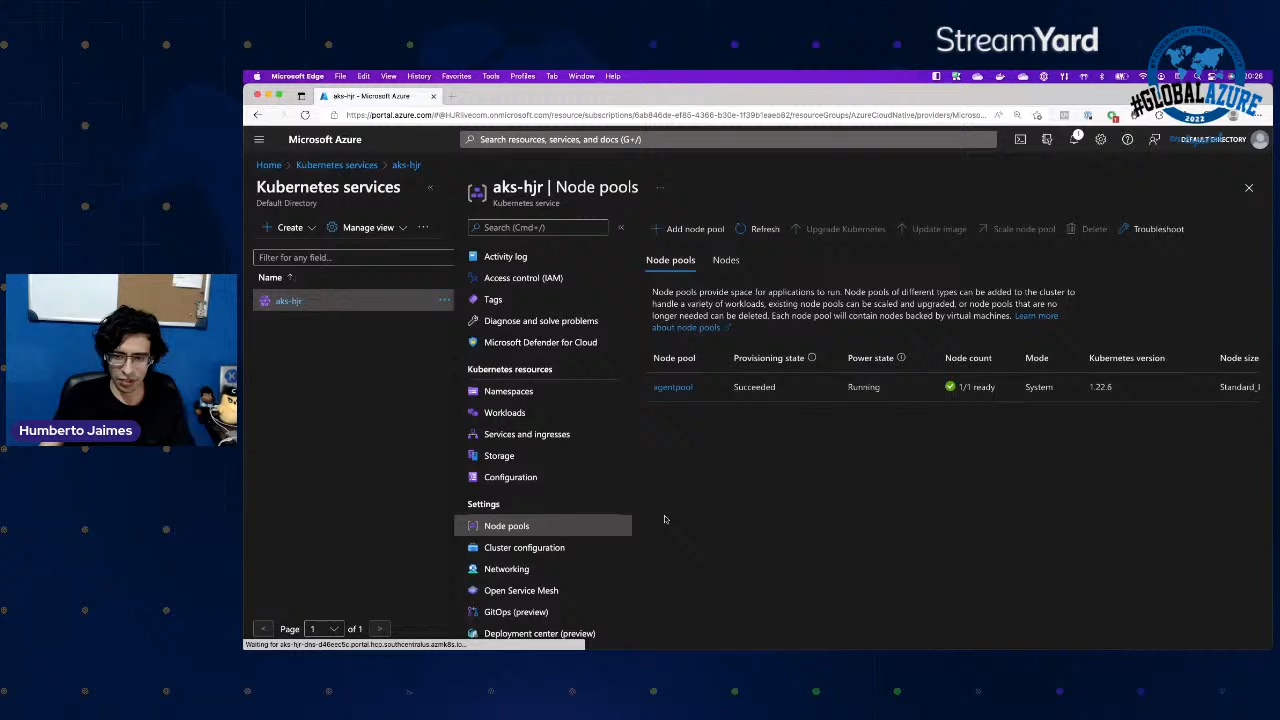 StreamYard
#GLOBALAZURE
2022
Microsoft Edge File Edit View History Favorites Tools Profiles Tab Window Help
20:26
aks-hjr - Microsoft Azure
Microsoft Azure
Search resources, services, and docs (G+/)
1
DEFAULT DIRECTORY
Home > Kubernetes services > aks-hjr
Kubernetes services
Default Directory
Create
Manage view
Filter for any field...
Name ↑
aks-hjr
Page 1 of 1
aks-hjr | Node pools
Kubernetes service
Search (Cmd+/)
Activity log
Access control (IAM)
Tags
Diagnose and solve problems
Microsoft Defender for Cloud
Kubernetes resources
Namespaces
Workloads
Services and ingresses
Storage
Configuration
Settings
Node pools
Cluster configuration
Networking
Open Service Mesh
GitOps (preview)
Deployment center (preview)
Add node pool Refresh Upgrade Kubernetes Update image Scale node pool Delete Troubleshoot
Node pools Nodes
Node pools provide space for applications to run. Node pools of different types can be added to the cluster to
handle a variety of workloads, existing node pools can be scaled and upgraded, or node pools that are no
longer needed can be deleted. Each node pool will contain nodes backed by virtual machines. Learn more
about node pools
Node pool Provisioning state Power state Node count Mode Kubernetes version Node size
agentpool Succeeded Running 1/1 ready System 1.22.6 Standard_
Humberto Jaimes